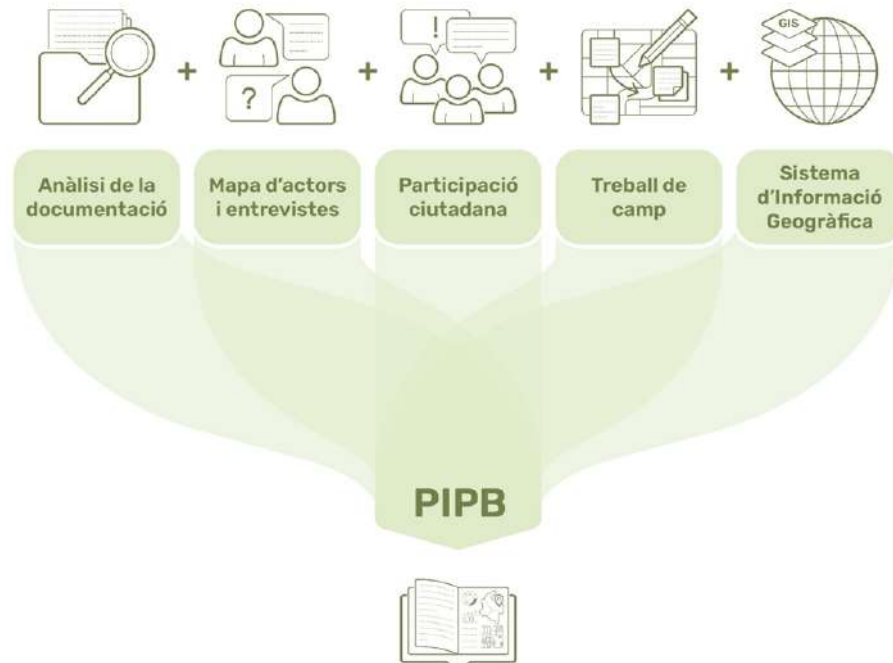 !
?
GIS
Anàlisi de la
documentació
Mapa d'actors
i entrevistes
Participació
ciutadana
Treball de
camp
Sistema
d'Informació
Geogràfica
PIPB